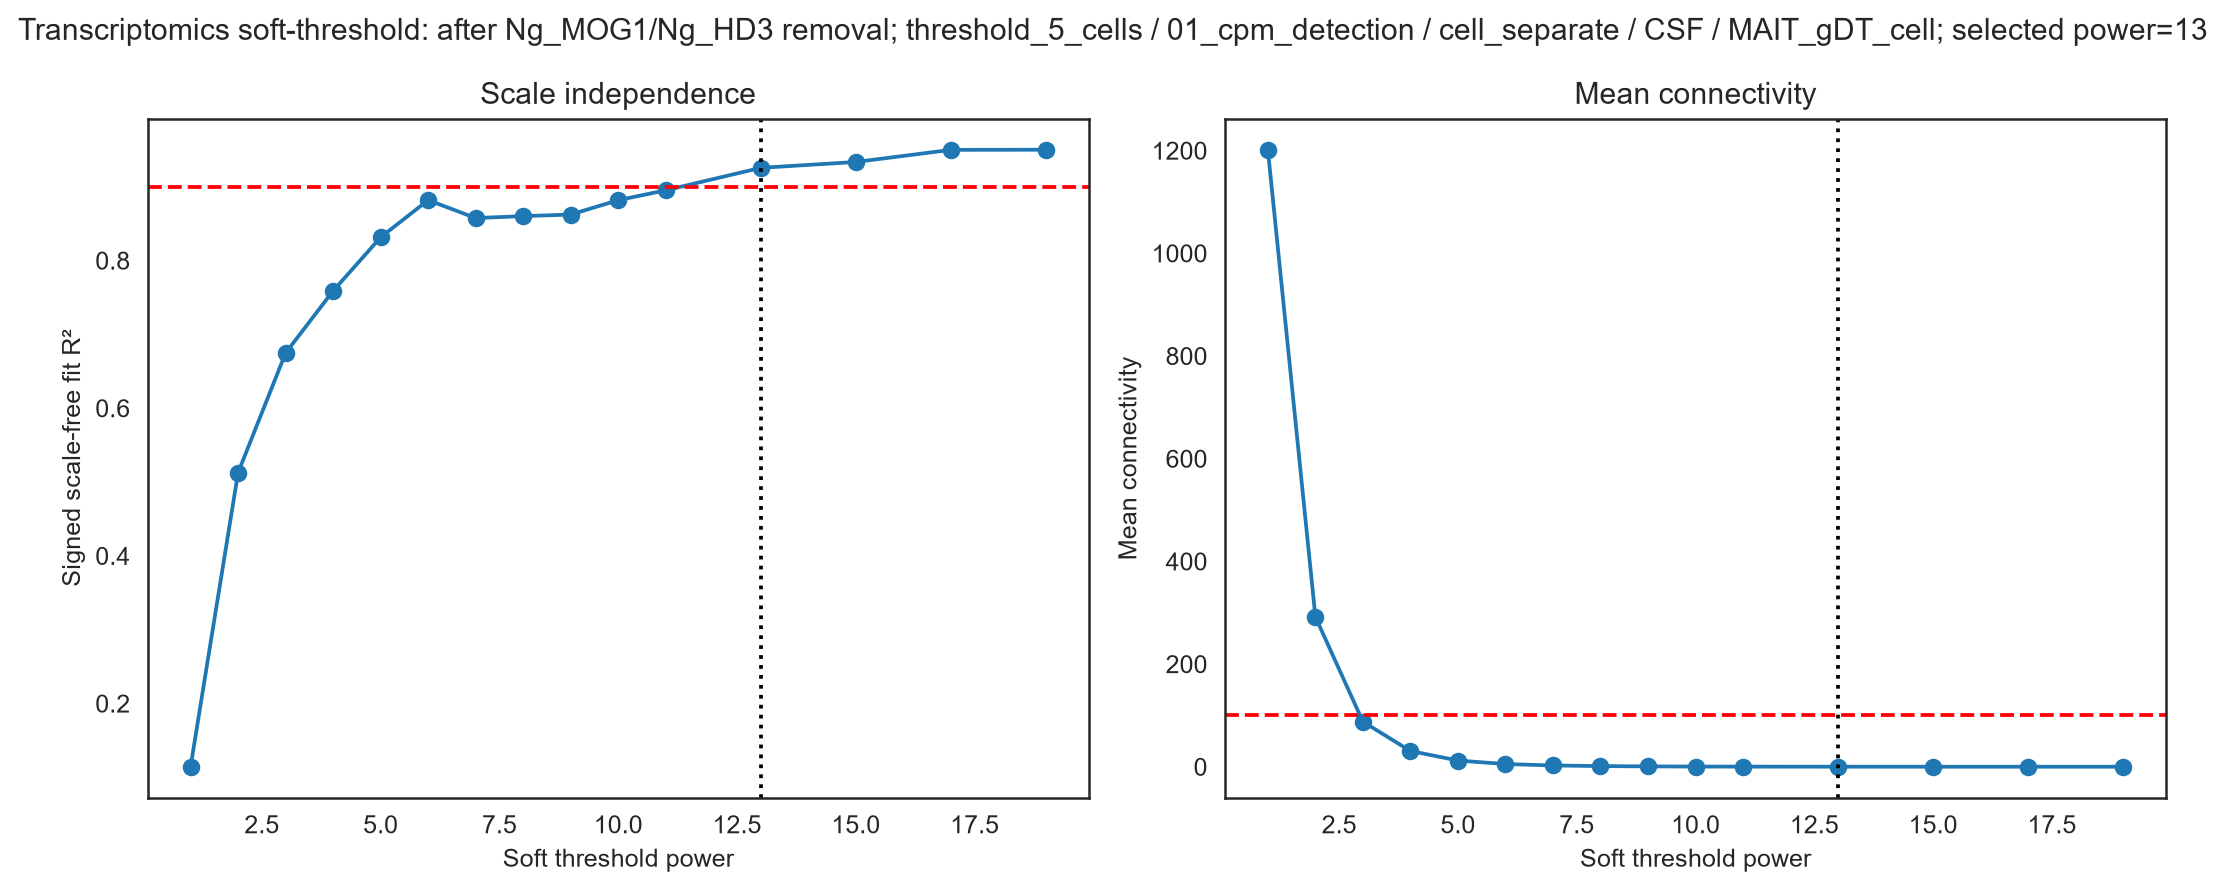 Transcriptomics soft-threshold: after Ng_MOG1/Ng_HD3 removal; threshold_5_cells / 01_cpm_detection / cell_separate / CSF / MAIT_gDT_cell; selected power=13
Scale independence
Signed scale-free fit R²
0.8
0.6
0.4
0.2
2.5 5.0 7.5 10.0 12.5 15.0 17.5
Soft threshold power
Mean connectivity
Mean connectivity
1200
1000
800
600
400
200
0
2.5 5.0 7.5 10.0 12.5 15.0 17.5
Soft threshold power